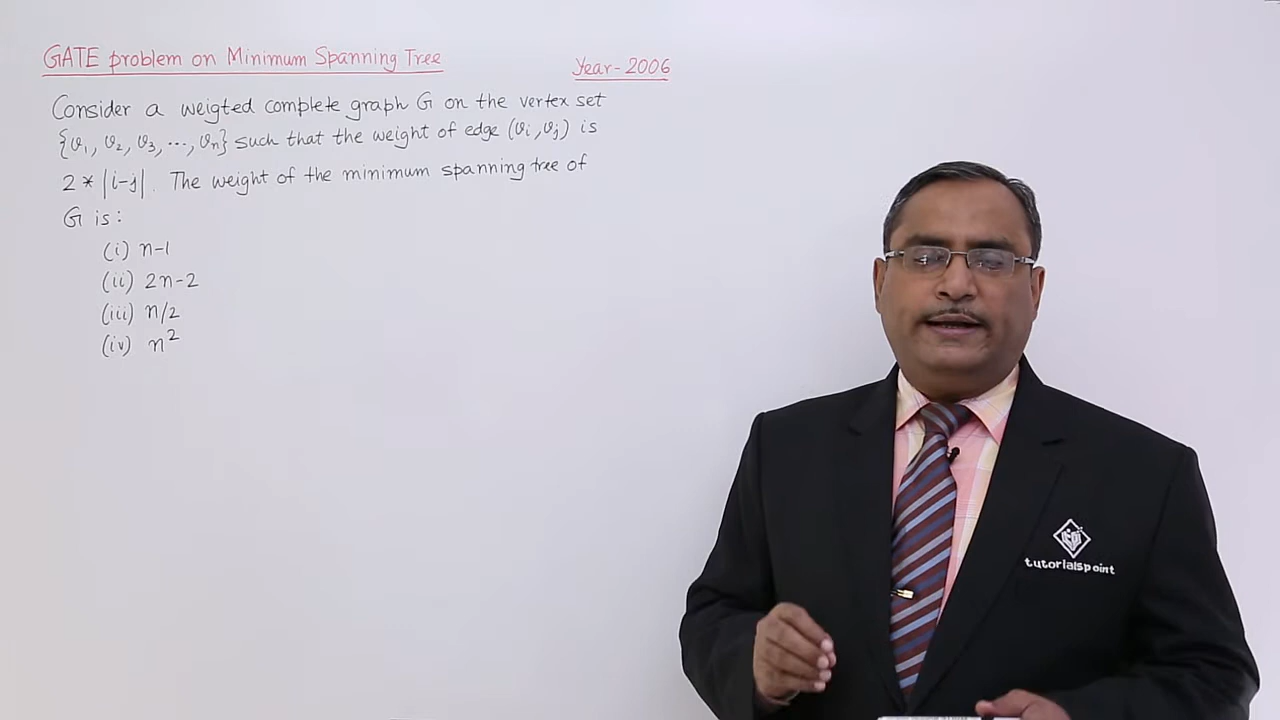 GATE problem on Minimum Spanning Tree
Year-2006
Consider a weigted complete graph G on the vertex set
{v1, v2, v3, ..., vn} such that the weight of edge (vi, vj) is
2 * |i-j|. The weight of the minimum spanning tree of
G is:
(i) n-1
(ii) 2n-2
(iii) n/2
(iv) n²
tutorialspoint